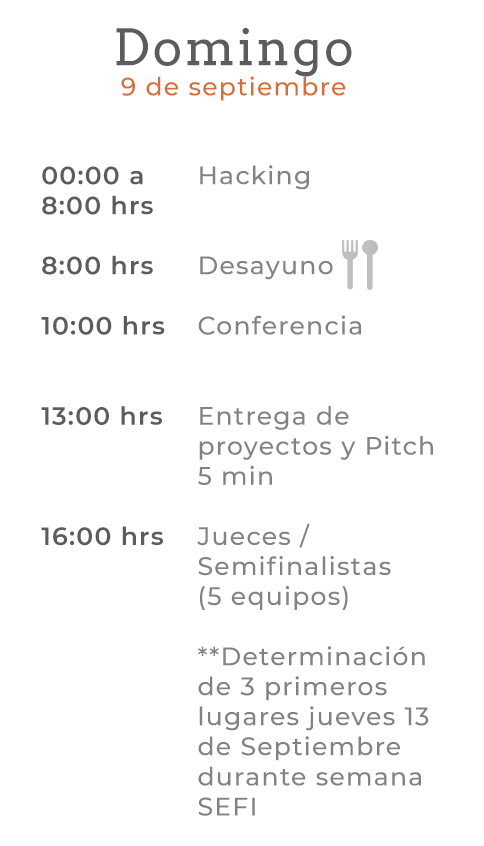 Domingo
9 de septiembre
00:00 a Hacking
8:00 hrs
8:00 hrs Desayuno
10:00 hrs Conferencia
13:00 hrs Entrega de
proyectos y Pitch
5 min
16:00 hrs Jueces /
Semifinalistas
(5 equipos)
**Determinación
de 3 primeros
lugares jueves 13
de Septiembre
durante semana
SEFI